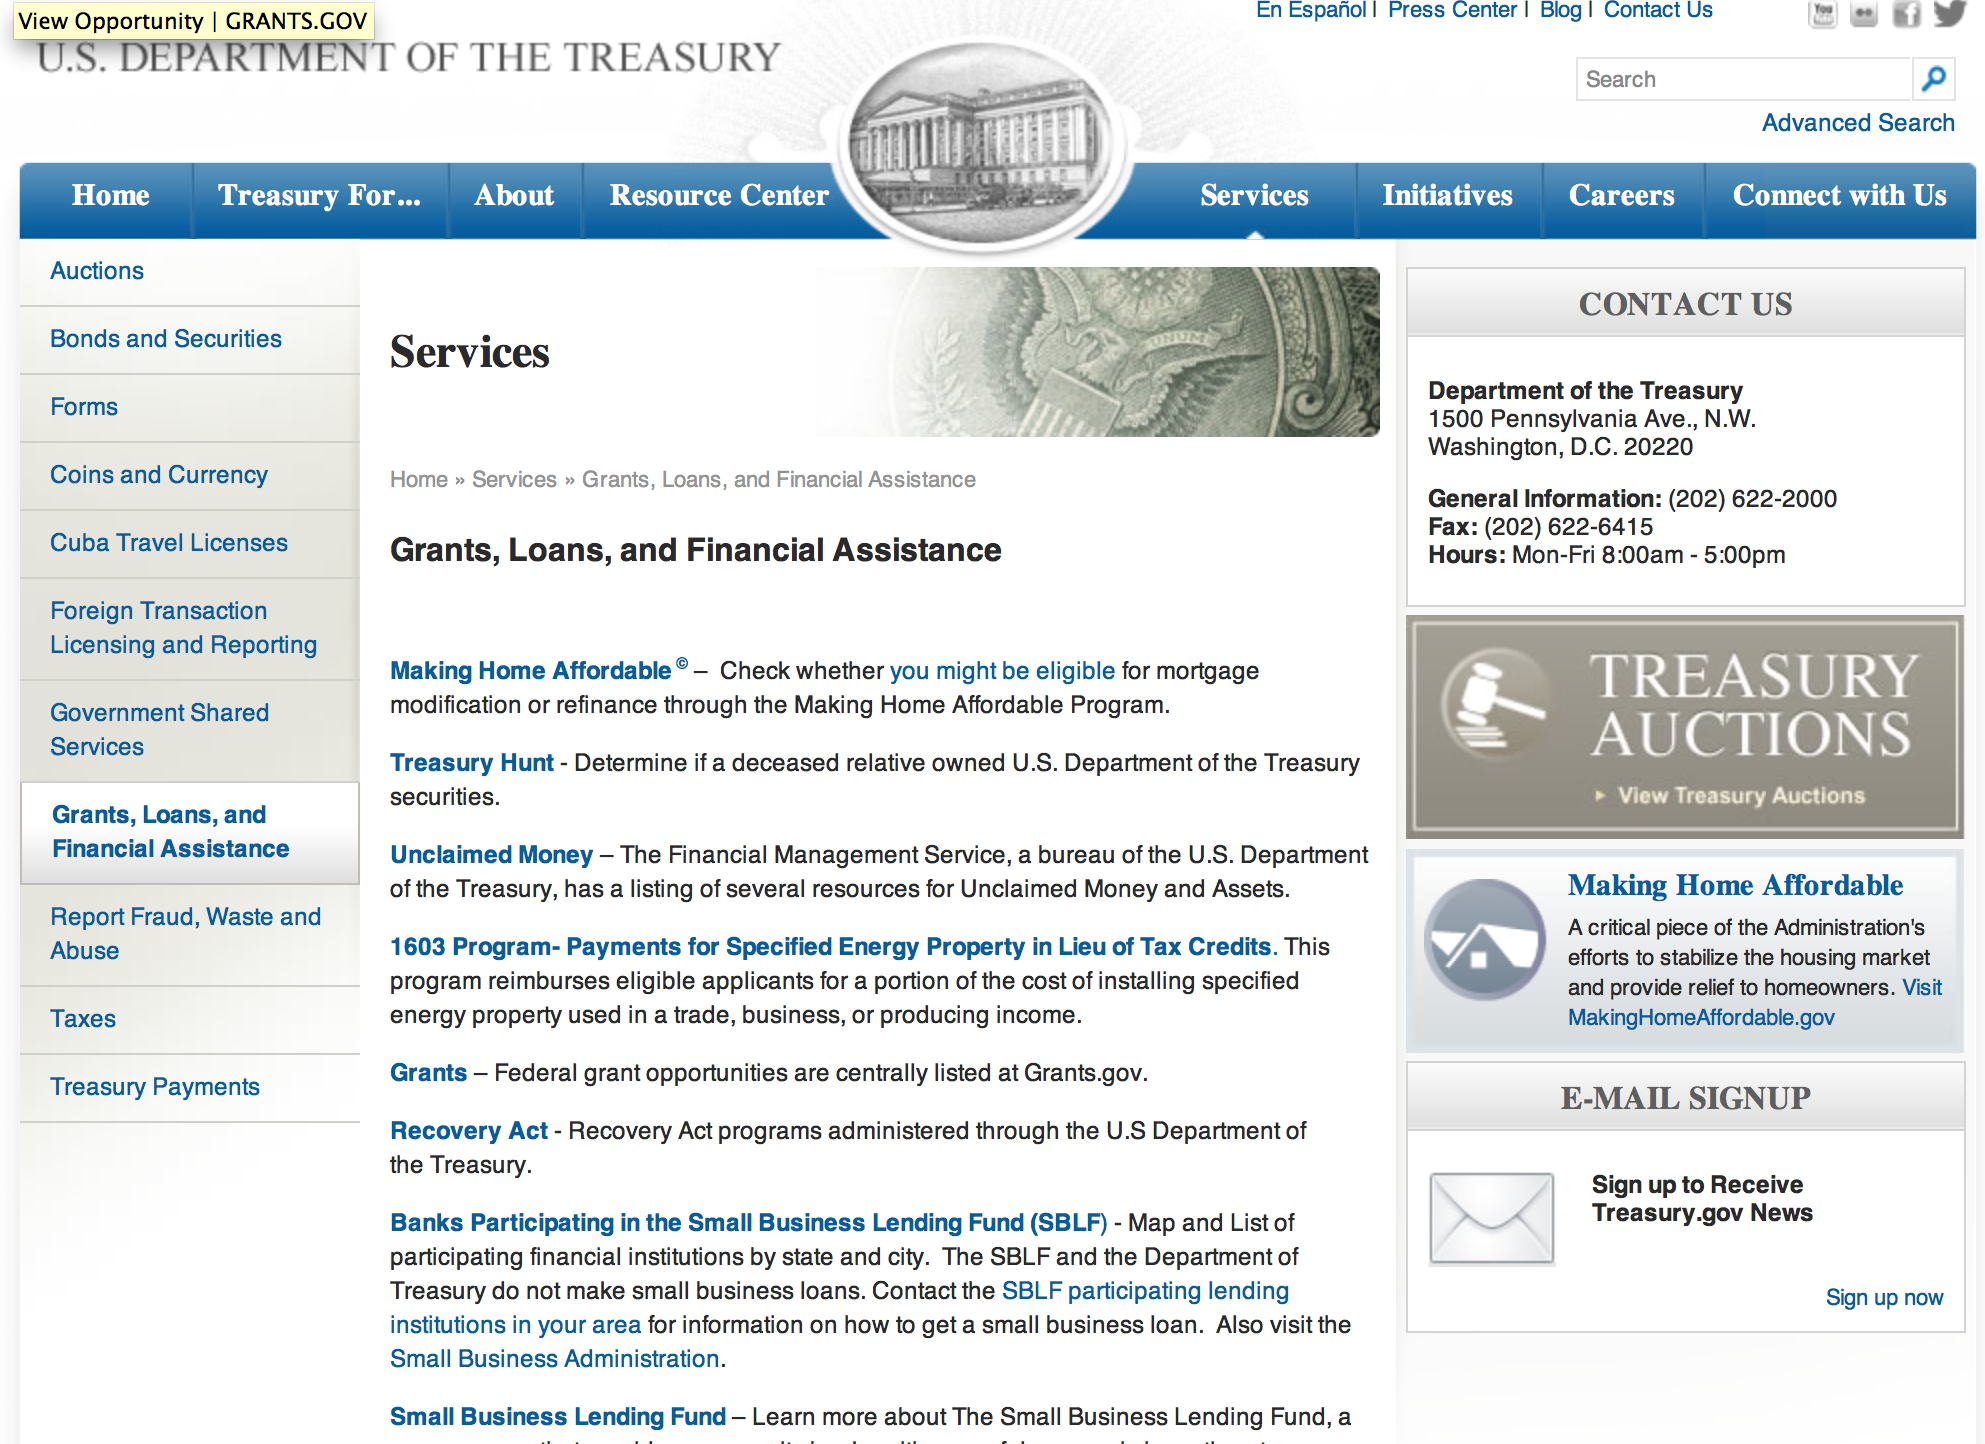 View Opportunity | GRANTS.GOV
En Español | Press Center | Blog | Contact Us
You
U.S. DEPARTMENT OF THE TREASURY
Search
Advanced Search
Home Treasury For... About Resource Center Services Initiatives Careers Connect with Us
Auctions
Bonds and Securities
Forms
Coins and Currency
Cuba Travel Licenses
Foreign Transaction
Licensing and Reporting
Government Shared
Services
Grants, Loans, and
Financial Assistance
Report Fraud, Waste and
Abuse
Taxes
Treasury Payments
Services
UNUM
Home » Services » Grants, Loans, and Financial Assistance
Grants, Loans, and Financial Assistance
Making Home Affordable © – Check whether you might be eligible for mortgage
modification or refinance through the Making Home Affordable Program.
Treasury Hunt - Determine if a deceased relative owned U.S. Department of the Treasury
securities.
Unclaimed Money – The Financial Management Service, a bureau of the U.S. Department
of the Treasury, has a listing of several resources for Unclaimed Money and Assets.
1603 Program- Payments for Specified Energy Property in Lieu of Tax Credits. This
program reimburses eligible applicants for a portion of the cost of installing specified
energy property used in a trade, business, or producing income.
Grants – Federal grant opportunities are centrally listed at Grants.gov.
Recovery Act - Recovery Act programs administered through the U.S Department of
the Treasury.
Banks Participating in the Small Business Lending Fund (SBLF) - Map and List of
participating financial institutions by state and city. The SBLF and the Department of
Treasury do not make small business loans. Contact the SBLF participating lending
institutions in your area for information on how to get a small business loan. Also visit the
Small Business Administration.
Small Business Lending Fund – Learn more about The Small Business Lending Fund, a
CONTACT US
Department of the Treasury
1500 Pennsylvania Ave., N.W.
Washington, D.C. 20220
General Information: (202) 622-2000
Fax: (202) 622-6415
Hours: Mon-Fri 8:00am - 5:00pm
TREASURY
AUCTIONS
View Treasury Auctions
Making Home Affordable
A critical piece of the Administration's
efforts to stabilize the housing market
and provide relief to homeowners. Visit
MakingHomeAffordable.gov
E-MAIL SIGNUP
Sign up to Receive
Treasury.gov News
Sign up now